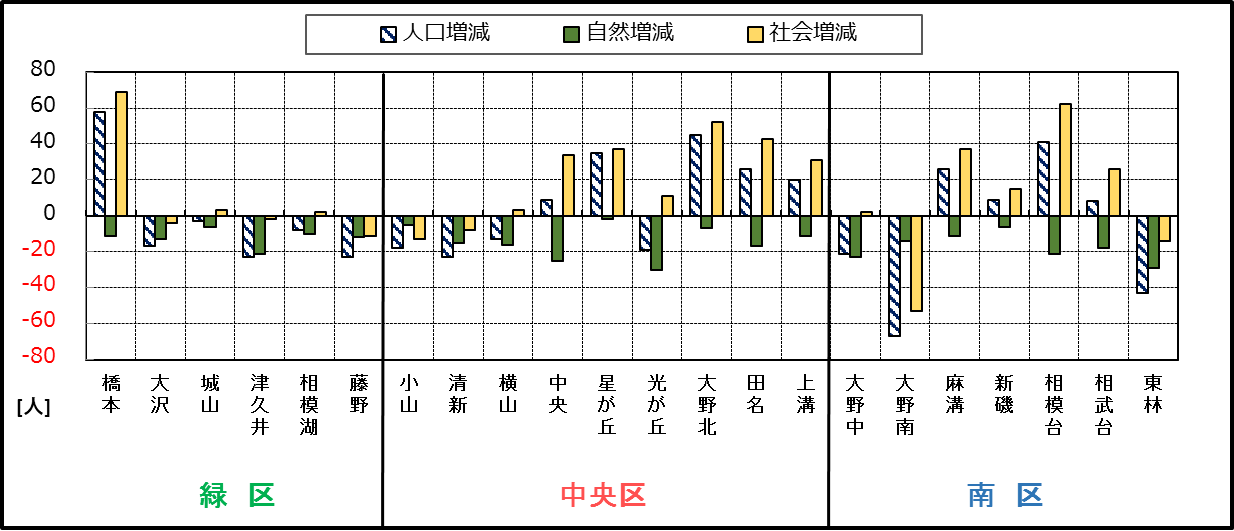 人口増減 自然増減 社会増減
80
60
40
20
0
-20
-40
-60
-80
[人]
橋本 大沢 城山 津久井 相模湖 藤野 小山 清新 横山 中央 星が丘 光が丘 大野北 田名 上溝 大野中 大野南 麻溝 新磯 相模台 相武台 東林
緑 区 中央区 南 区